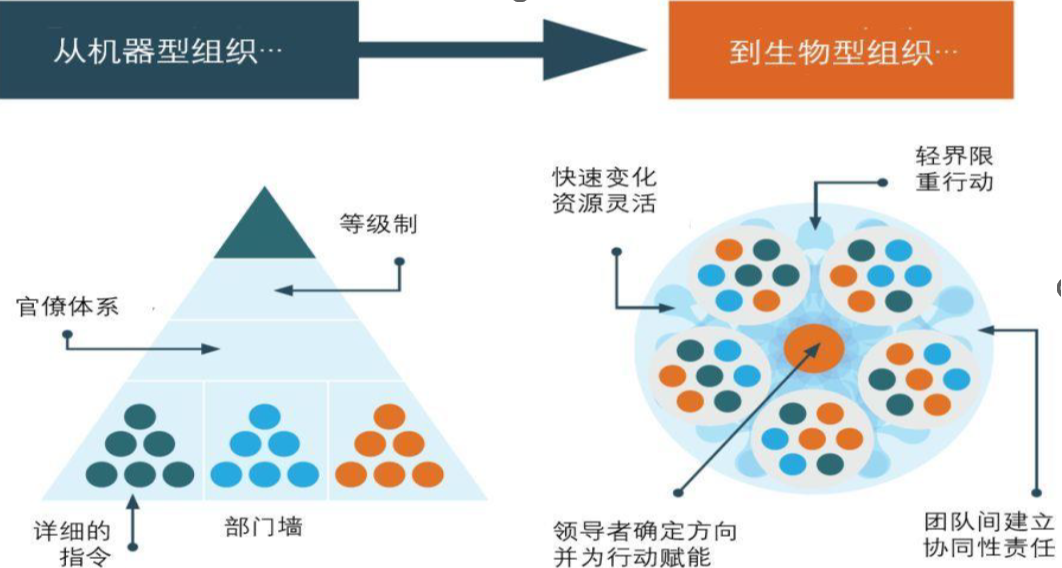 从机器型组织…
到生物型组织…
等级制
官僚体系
详细的
指令
部门墙
快速变化
资源灵活
轻界限
重行动
领导者确定方向
并为行动赋能
团队间建立
协同性责任